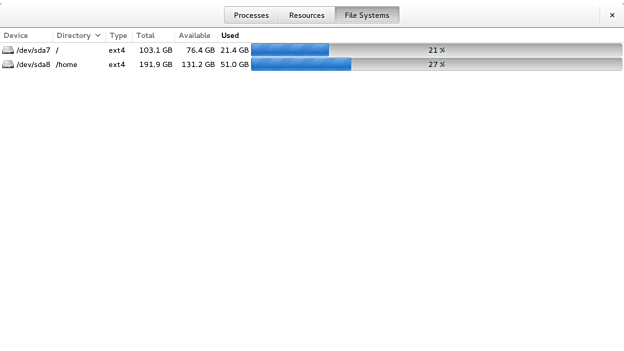 Processes Resources File Systems ×
Device Directory Type Total Available Used
/dev/sda7 / ext4 103.1 GB 76.4 GB 21.4 GB 21 %
/dev/sda8 /home ext4 191.9 GB 131.2 GB 51.0 GB 27 %